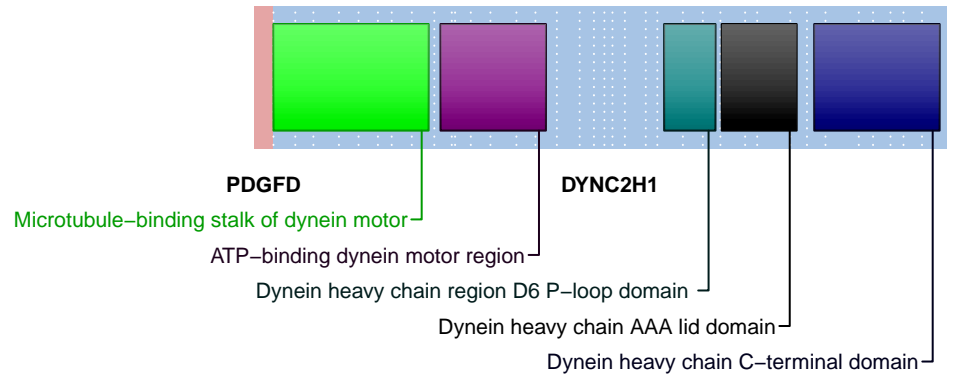 PDGFD DYNC2H1
Microtubule−binding stalk of dynein motor
ATP−binding dynein motor region
Dynein heavy chain region D6 P−loop domain
Dynein heavy chain AAA lid domain
Dynein heavy chain C−terminal domain